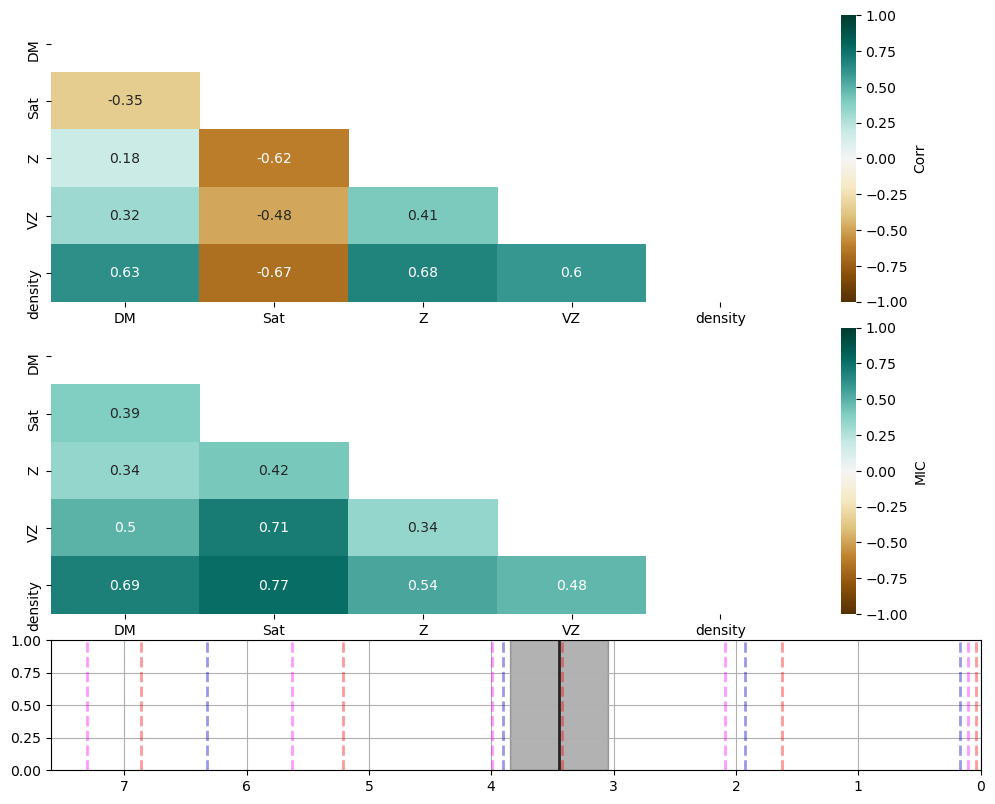 DM
Sat
Z
VZ
density
-0.35
0.18
-0.62
0.32
-0.48
0.41
0.63
-0.67
0.68
0.6
DM
Sat
Z
VZ
density
1.00
0.75
0.50
0.25
0.00
−0.25
−0.50
−0.75
−1.00
Corr
DM
Sat
Z
VZ
density
0.39
0.34
0.42
0.5
0.71
0.34
0.69
0.77
0.54
0.48
DM
Sat
Z
VZ
density
1.00
0.75
0.50
0.25
0.00
−0.25
−0.50
−0.75
−1.00
MIC
1.00
0.75
0.50
0.25
0.00
7
6
5
4
3
2
1
0